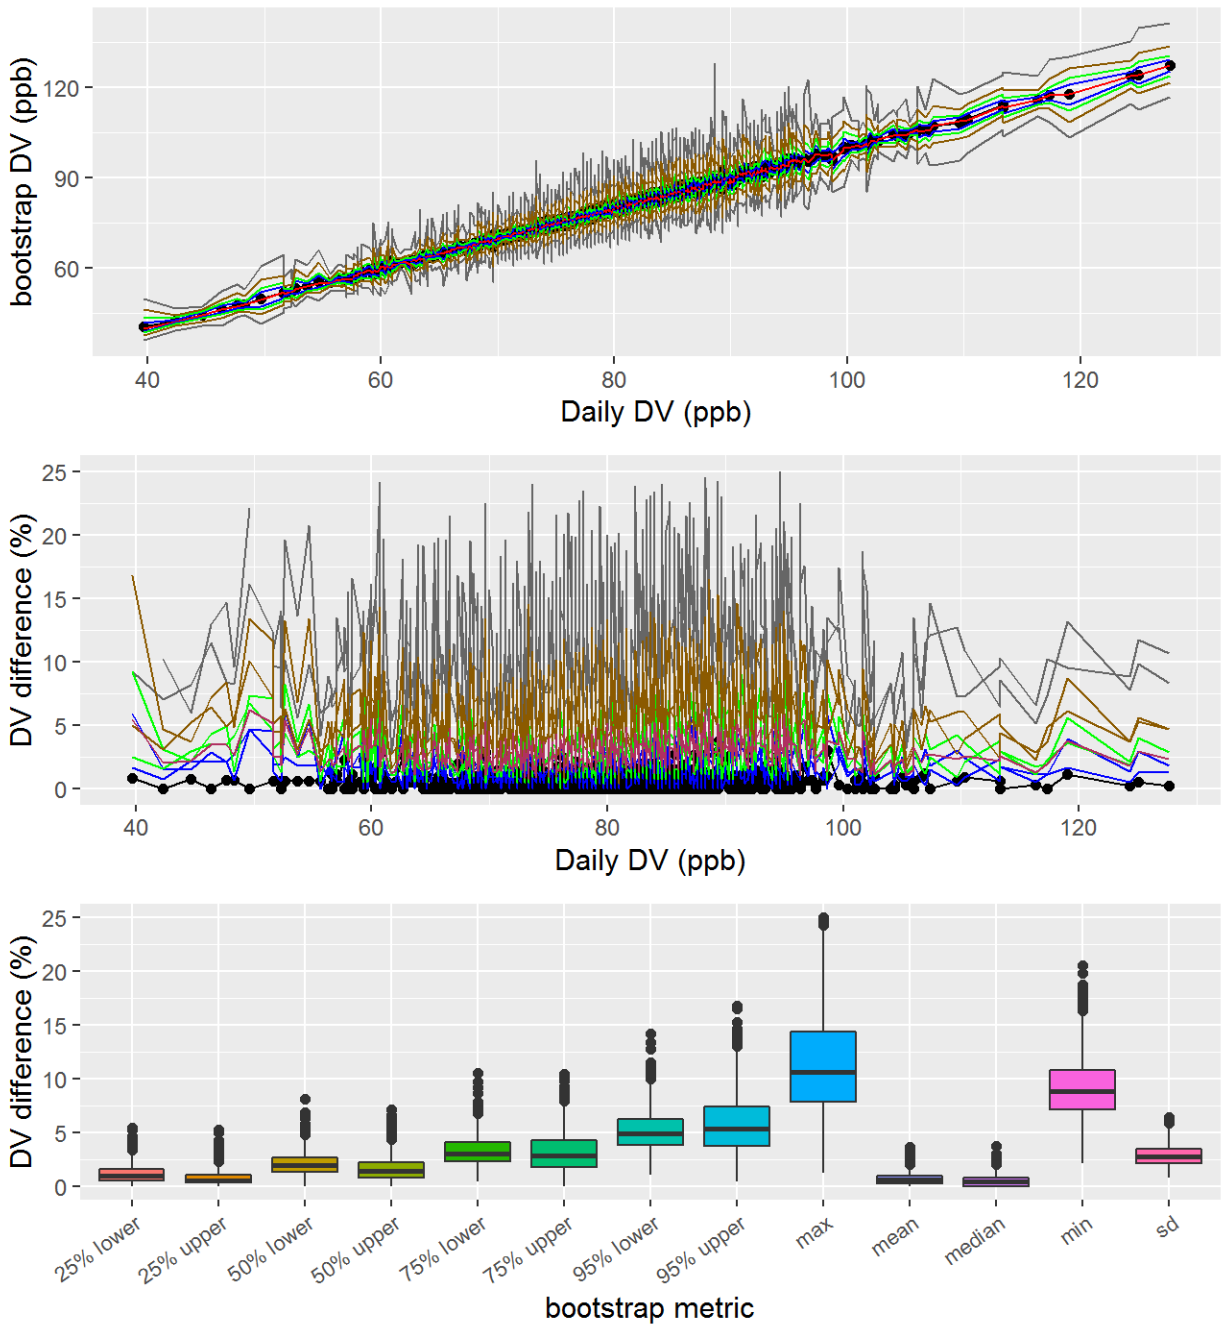 bootstrap DV (ppb)
120
90
60
40
60
80
100
120
Daily DV (ppb)
DV difference (%)
25
20
15
10
5
0
40
60
80
100
120
Daily DV (ppb)
DV difference (%)
25
20
15
10
5
0
25% lower
25% upper
50% lower
50% upper
75% lower
75% upper
95% lower
95% upper
max
mean
median
min
sd
bootstrap metric